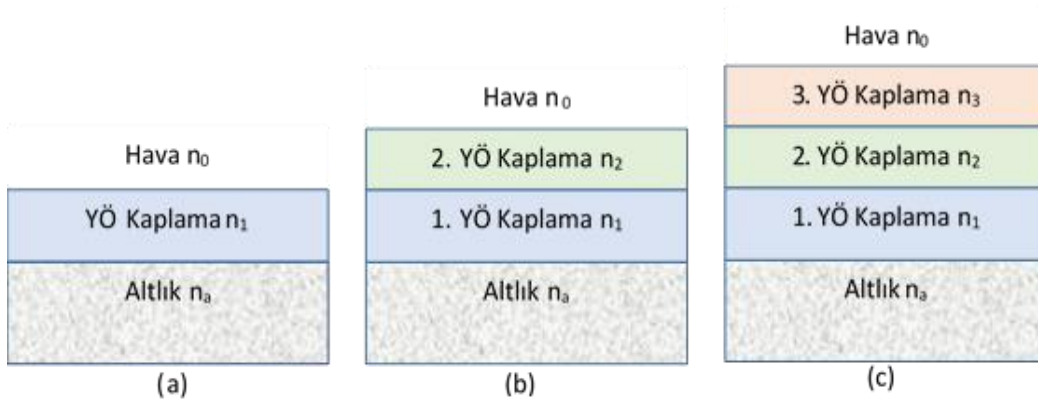 Hava n₀
YÖ Kaplama n₁
Altlık nₐ
(a)
Hava n₀
2. YÖ Kaplama n₂
1. YÖ Kaplama n₁
Altlık nₐ
(b)
Hava n₀
3. YÖ Kaplama n₃
2. YÖ Kaplama n₂
1. YÖ Kaplama n₁
Altlık nₐ
(c)